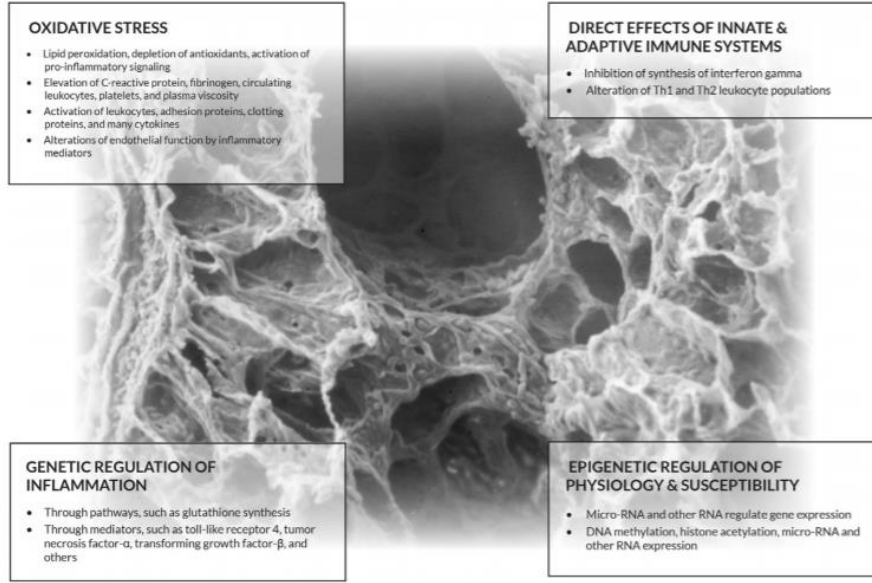 OXIDATIVE STRESS
• Lipid peroxidation, depletion of antioxidants, activation of
pro-inflammatory signaling
• Elevation of C-reactive protein, fibrinogen, circulating
leukocytes, platelets, and plasma viscosity
• Activation of leukocytes, adhesion proteins, clotting
proteins, and many cytokines
• Alterations of endothelial function by inflammatory
mediators
DIRECT EFFECTS OF INNATE &
ADAPTIVE IMMUNE SYSTEMS
• Inhibition of synthesis of interferon gamma
• Alteration of Th1 and Th2 leukocyte populations
GENETIC REGULATION OF
INFLAMMATION
• Through pathways, such as glutathione synthesis
• Through mediators, such as toll-like receptor 4, tumor
necrosis factor-α, transforming growth factor-β, and
others
EPIGENETIC REGULATION OF
PHYSIOLOGY & SUSCEPTIBILITY
• Micro-RNA and other RNA regulate gene expression
• DNA methylation, histone acetylation, micro-RNA and
other RNA expression